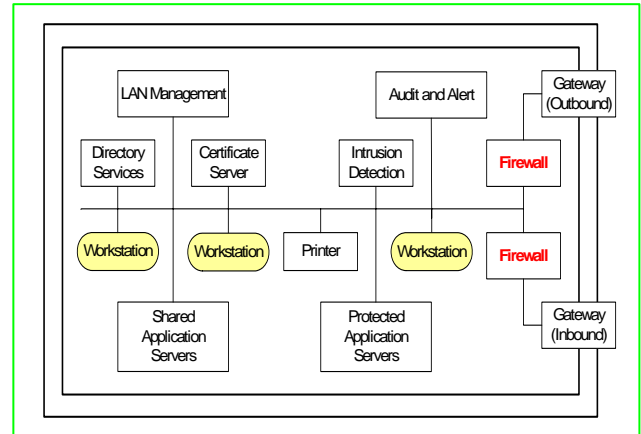 LAN Management
Audit and Alert
Gateway
(Outbound)
Directory
Services
Certificate
Server
Intrusion
Detection
Firewall
Workstation
Workstation
Printer
Workstation
Firewall
Shared
Application
Servers
Protected
Application
Servers
Gateway
(Inbound)